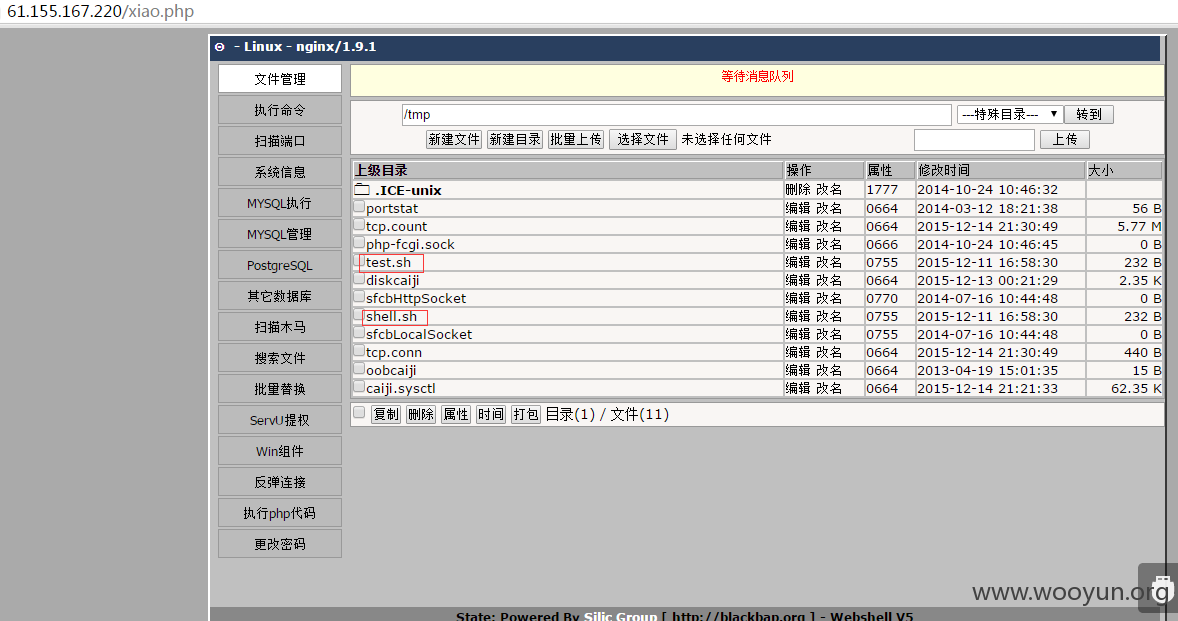 61.155.167.220/xiao.php
- Linux - nginx/1.9.1
文件管理
执行命令
扫描端口
系统信息
MYSQL执行
MYSQL管理
PostgreSQL
其它数据库
扫描木马
搜索文件
批量替换
ServU提权
Win组件
反弹连接
执行php代码
更改密码
等待消息队列
/tmp ---特殊目录--- 转到
新建文件 新建目录 批量上传 选择文件 未选择任何文件 上传
上级目录 操作 属性 修改时间 大小
.ICE-unix 删除 改名 1777 2014-10-24 10:46:32
portstat 编辑 改名 0664 2014-03-12 18:21:38 56 B
tcp.count 编辑 改名 0664 2015-12-14 21:30:49 5.77 M
php-fcgi.sock 编辑 改名 0666 2014-10-24 10:46:45 0 B
test.sh 编辑 改名 0755 2015-12-11 16:58:30 232 B
diskcaiji 编辑 改名 0664 2015-12-13 00:21:29 2.35 K
sfcbHttpSocket 编辑 改名 0770 2014-07-16 10:44:48 0 B
shell.sh 编辑 改名 0755 2015-12-11 16:58:30 232 B
sfcbLocalSocket 编辑 改名 0755 2014-07-16 10:44:48 0 B
tcp.conn 编辑 改名 0664 2015-12-14 21:30:49 440 B
oobcaiji 编辑 改名 0664 2013-04-19 15:01:35 15 B
caiji.sysctl 编辑 改名 0664 2015-12-14 21:21:33 62.35 K
复制 删除 属性 时间 打包 目录(1) / 文件(11)
www.wooyun.org
State: Powered By Silic Group [ http://blackbap.org ] - Webshell V5